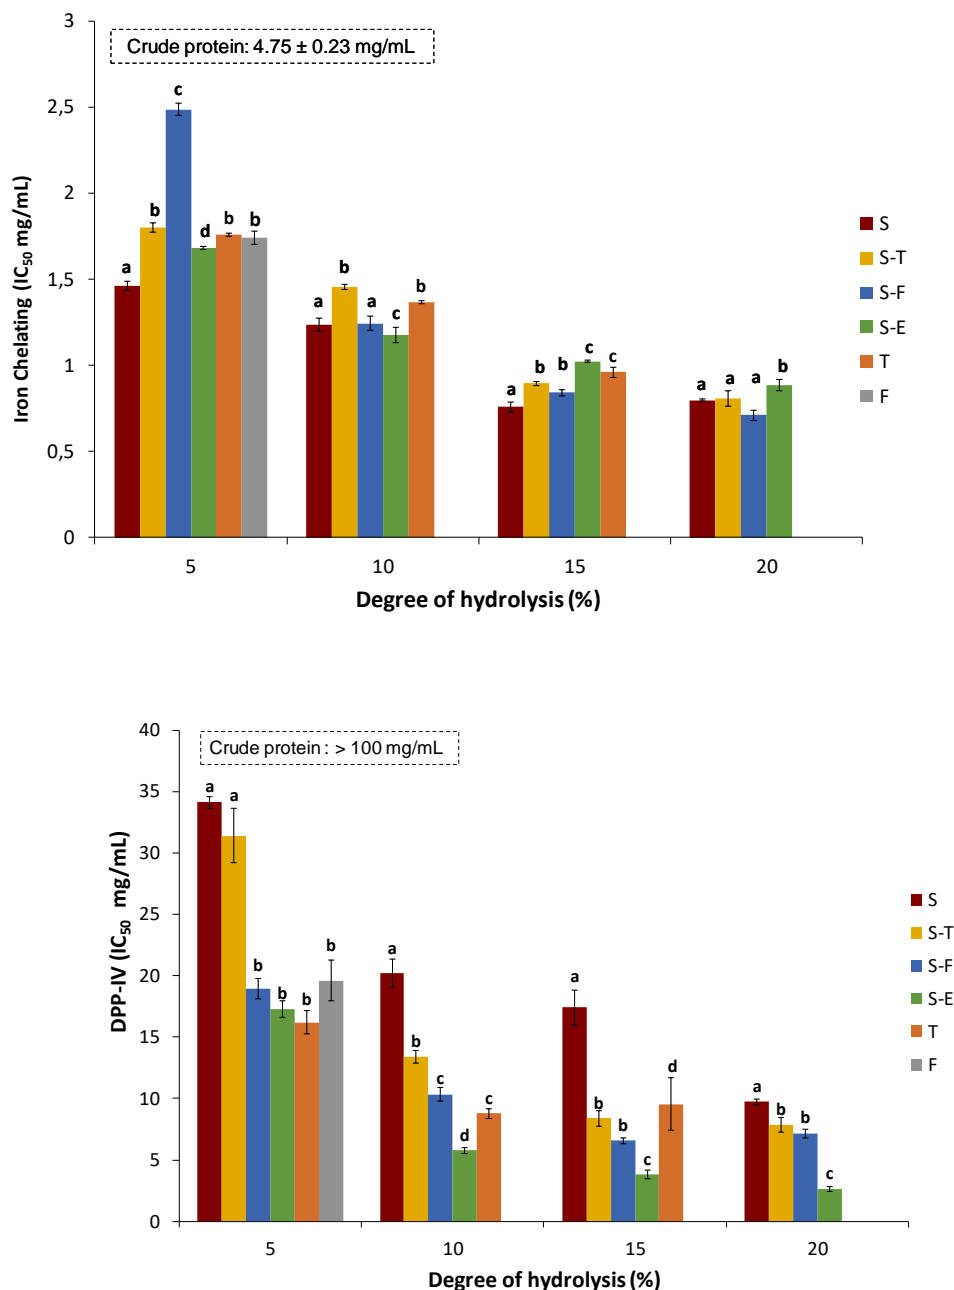 3
Crude protein: 4.75 ± 0.23 mg/mL
c
2,5
2
b
d
b
b
a
1,5
b
b
a
a
c
1
c
c
b
b
a
b
a
a
a
0,5
0
5
10
15
20
Iron Chelating (IC50 mg/mL)
Degree of hydrolysis (%)
S
S-T
S-F
S-E
T
F
40
Crude protein : > 100 mg/mL
35
a
a
30
25
20
b
b
b
b
a
a
15
b
c
d
c
10
d
b
b
c
a
b
b
c
5
0
5
10
15
20
DPP-IV (IC50 mg/mL)
Degree of hydrolysis (%)
S
S-T
S-F
S-E
T
F